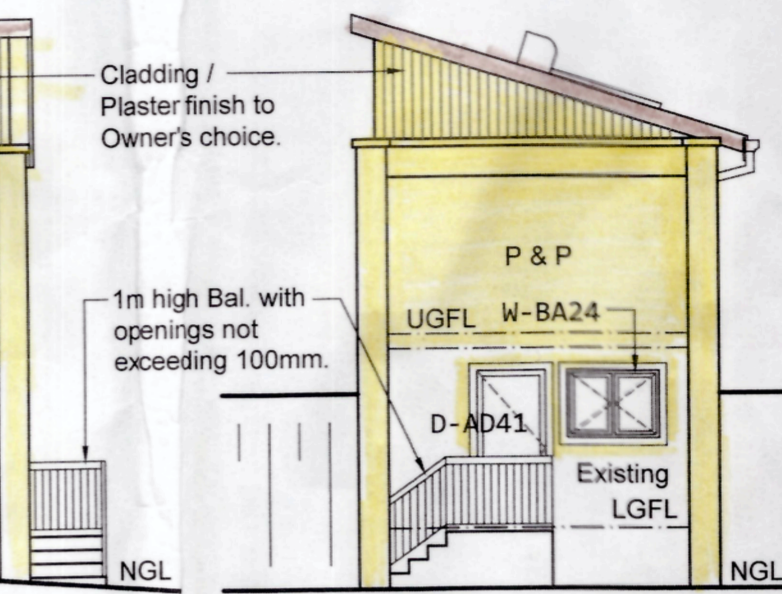 Cladding /
Plaster finish to
Owner's choice.
P & P
1m high Bal. with
openings not
exceeding 100mm.
UGFL W-BA24
D-AD41
Existing
LGFL
NGL
NGL